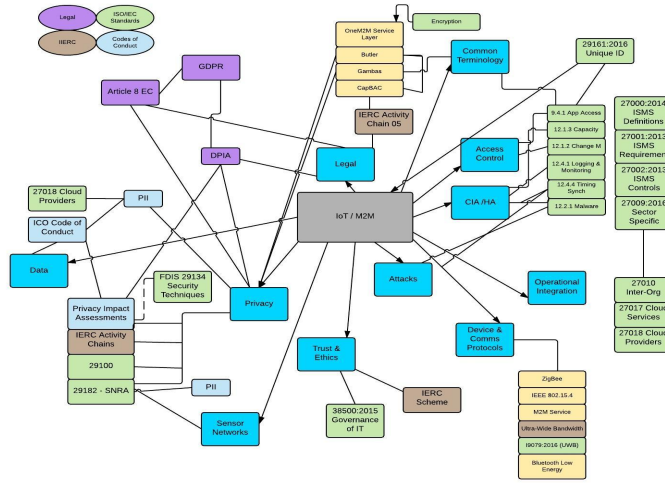 Legal
ISO/IEC
Standards
IIERC
Codes of
Conduct
OneM2M Service
Layer
Butler
Gambas
CapBAC
Encryption
Common
Terminology
29161:2016
Unique ID
GDPR
Article 8 EC
DPIA
IERC Activity
Chain 05
Legal
Access
Control
CIA /HA
9.4.1 App Access
12.1.3 Capacity
12.1.2 Change M
12.4.1 Logging &
Monitoring
12.4.4 Timing
Synch
12.2.1 Malware
27000:2014
ISMS
Definitions
27001:2013
ISMS
Requirement
27002:2013
ISMS
Controls
27009:2016
Sector
Specific
27010
Inter-Org
27017 Cloud
Services
27018 Cloud
Providers
27018 Cloud
Providers
PII
ICO Code of
Conduct
Data
IoT / M2M
Attacks
Operational
Integration
FDIS 29134
Security
Techniques
Privacy
Privacy Impact
Assessments
IERC Activity
Chains
29100
29182 - SNRA
PII
Sensor
Networks
Trust &
Ethics
38500:2015
Governance
of IT
IERC
Scheme
Device &
Comms
Protocols
ZigBee
IEEE 802.15.4
M2M Service
Ultra-Wide Bandwidth
I9079:2016 (UWB)
Bluetooth Low
Energy